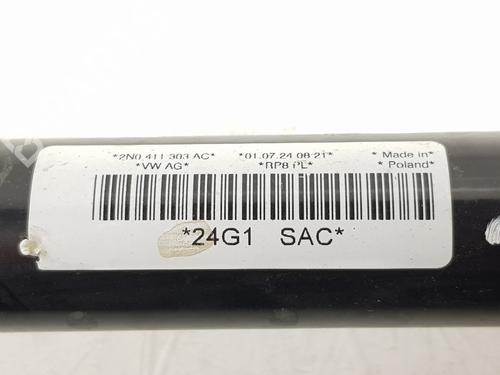 *2N0 411 303 AC* *01.07.24 08:21* * Made in*
*VW AG* *RP8 PL* * Poland*
*24G1 SAC*